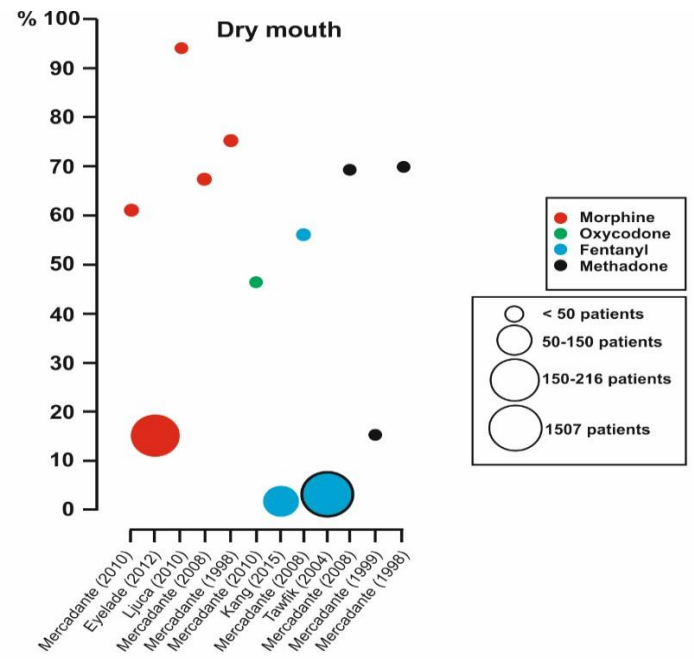 % 100
Dry mouth
90
80
70
60
50
40
30
20
10
0
Morphine
Oxycodone
Fentanyl
Methadone
< 50 patients
50-150 patients
150-216 patients
1507 patients
Mercadante (2010)
Eyelade (2012)
Ljuca (2010)
Mercadante (2008)
Mercadante (1998)
Mercadante (2010)
Kang (2015)
Mercadante (2008)
Tawfik (2004)
Mercadante (2008)
Mercadante (1999)
Mercadante (1998)